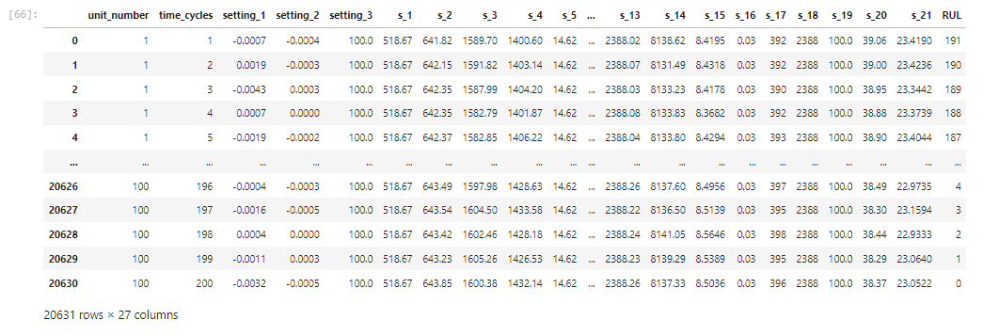 [66]: unit_number time_cycles setting_1 setting_2 setting_3 s_1 s_2 s_3 s_4 s_5 ... s_13 s_14 s_15 s_16 s_17 s_18 s_19 s_20 s_21 RUL
0 1 1 -0.0007 -0.0004 100.0 518.67 641.82 1589.70 1400.60 14.62 ... 2388.02 8138.62 8.4195 0.03 392 2388 100.0 39.06 23.4190 191
1 1 2 0.0019 -0.0003 100.0 518.67 642.15 1591.82 1403.14 14.62 ... 2388.07 8131.49 8.4318 0.03 392 2388 100.0 39.00 23.4236 190
2 1 3 -0.0043 0.0003 100.0 518.67 642.35 1587.99 1404.20 14.62 ... 2388.03 8133.23 8.4178 0.03 390 2388 100.0 38.95 23.3442 189
3 1 4 0.0007 0.0000 100.0 518.67 642.35 1582.79 1401.87 14.62 ... 2388.08 8133.83 8.3682 0.03 392 2388 100.0 38.88 23.3739 188
4 1 5 -0.0019 -0.0002 100.0 518.67 642.37 1582.85 1406.22 14.62 ... 2388.04 8133.80 8.4294 0.03 393 2388 100.0 38.90 23.4044 187
... ... ... ... ... ... ... ... ... ... ... ... ... ... ... ... ... ... ... ... ... ...
20626 100 196 -0.0004 -0.0003 100.0 518.67 643.49 1597.98 1428.63 14.62 ... 2388.26 8137.60 8.4956 0.03 397 2388 100.0 38.49 22.9735 4
20627 100 197 -0.0016 -0.0005 100.0 518.67 643.54 1604.50 1433.58 14.62 ... 2388.22 8136.50 8.5139 0.03 395 2388 100.0 38.30 23.1594 3
20628 100 198 0.0004 0.0000 100.0 518.67 643.42 1602.46 1428.18 14.62 ... 2388.24 8141.05 8.5646 0.03 398 2388 100.0 38.44 22.9333 2
20629 100 199 -0.0011 0.0003 100.0 518.67 643.23 1605.26 1426.53 14.62 ... 2388.23 8139.29 8.5389 0.03 395 2388 100.0 38.29 23.0640 1
20630 100 200 -0.0032 -0.0005 100.0 518.67 643.85 1600.38 1432.14 14.62 ... 2388.26 8137.33 8.5036 0.03 396 2388 100.0 38.37 23.0522 0
20631 rows × 27 columns